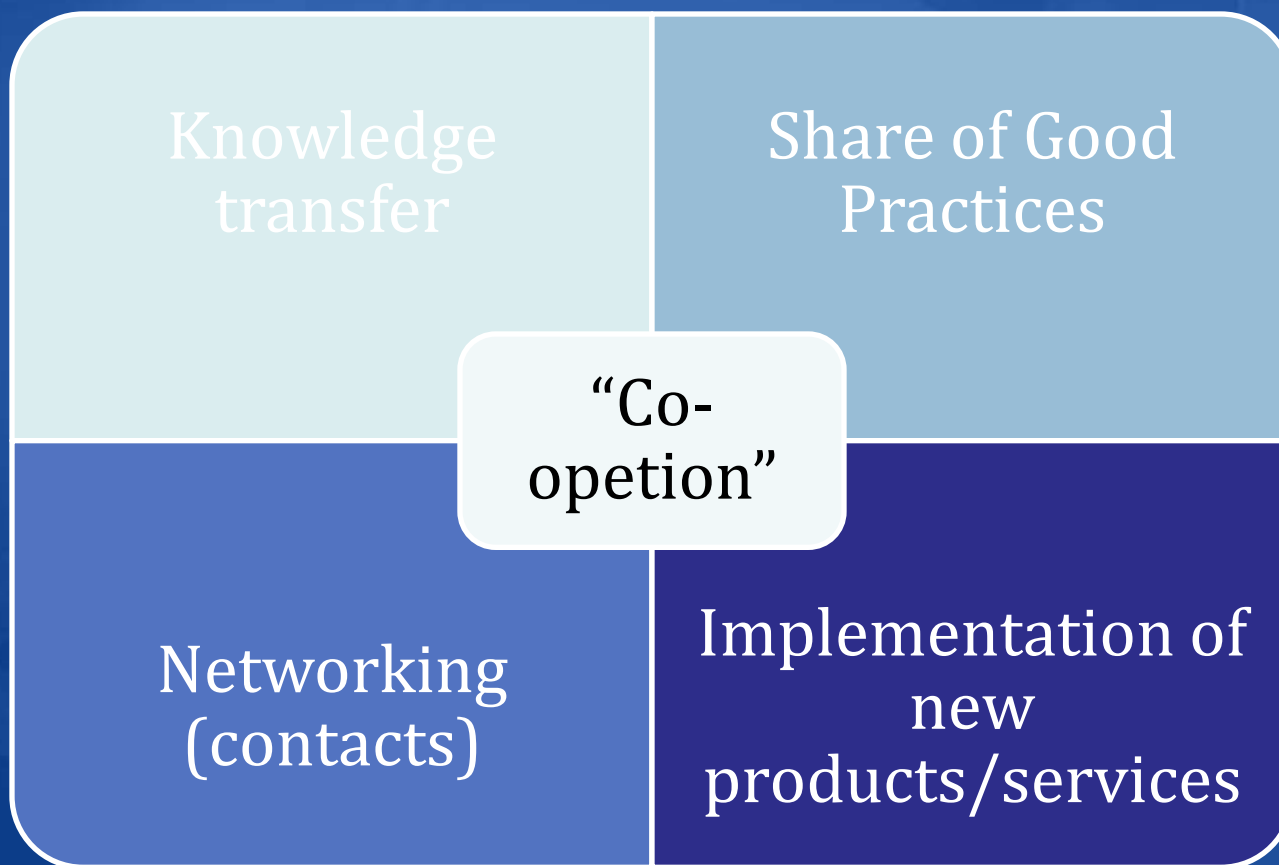 Knowledge
transfer
Share of Good
Practices
“Co-
opetion”
Networking
(contacts)
Implementation of
new
products/services